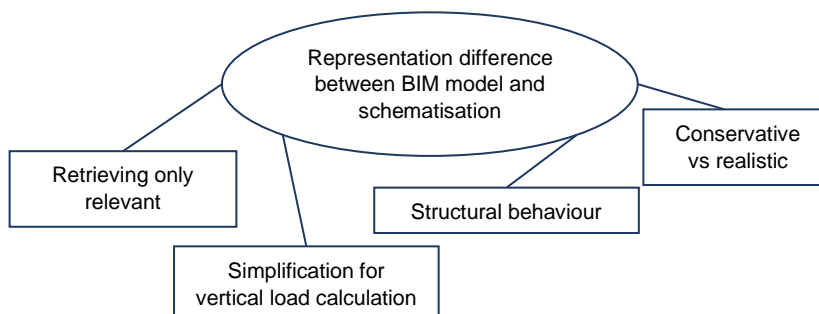 Representation difference
between BIM model and
schematisation
Conservative
vs realistic
Retrieving only
relevant
Structural behaviour
Simplification for
vertical load calculation